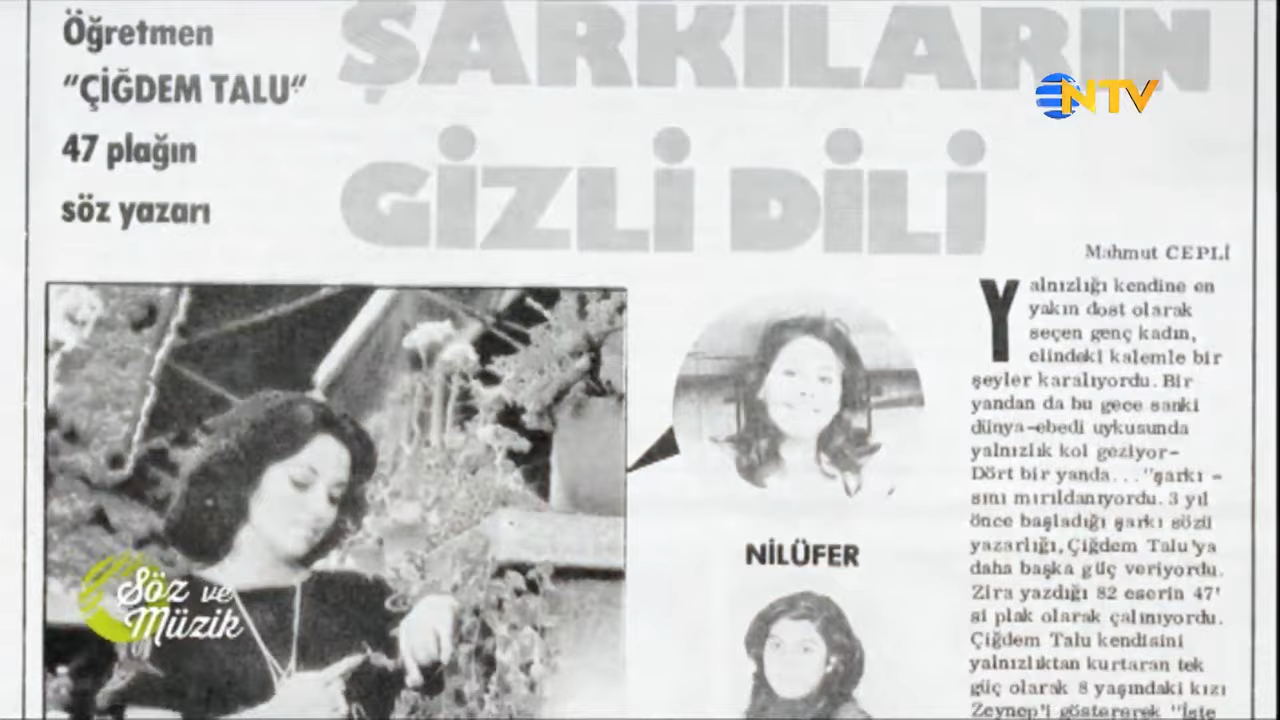 Öğretmen
"ÇİĞDEM TALU"
47 plağın
söz yazarı
ŞARKILARIN
GİZLİ DİLİ
NTV
Mahmut CEPLİ
Yalnızlığı kendine en
yakın dost olarak
seçen genç kadın,
elindeki kalemle bir
şeyler karalıyordu. Bir
yandan da bu gece sanki
dünya-ebedi uykusunda
yalnızlık kol geziyor-
Dört bir yanda..."şarkı-
sını mırıldanıyordu. 3 yıl
önce başladığı şarkı sözü
yazarlığı, Çiğdem Talu'ya
daha başka güç veriyordu.
Zira yazdığı 82 eserin 47'
si plak olarak çalınıyordu.
Çiğdem Talu kendisini
yalnızlıktan kurtaran tek
güç olarak 8 yaşındaki kızı
Zeynep'i göstererek "İşte
NİLÜFER
Söz ve
Müzik